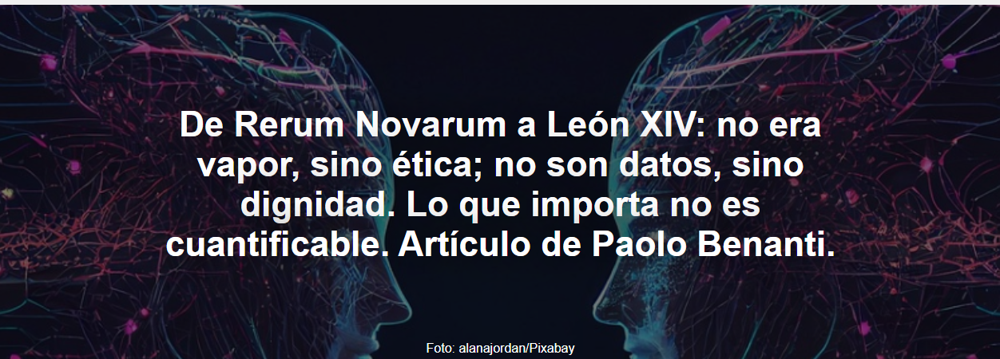 De Rerum Novarum a León XIV: no era
vapor, sino ética; no son datos, sino
dignidad. Lo que importa no es
cuantificable. Artículo de Paolo Benanti.
Foto: alanajordan/Pixabay